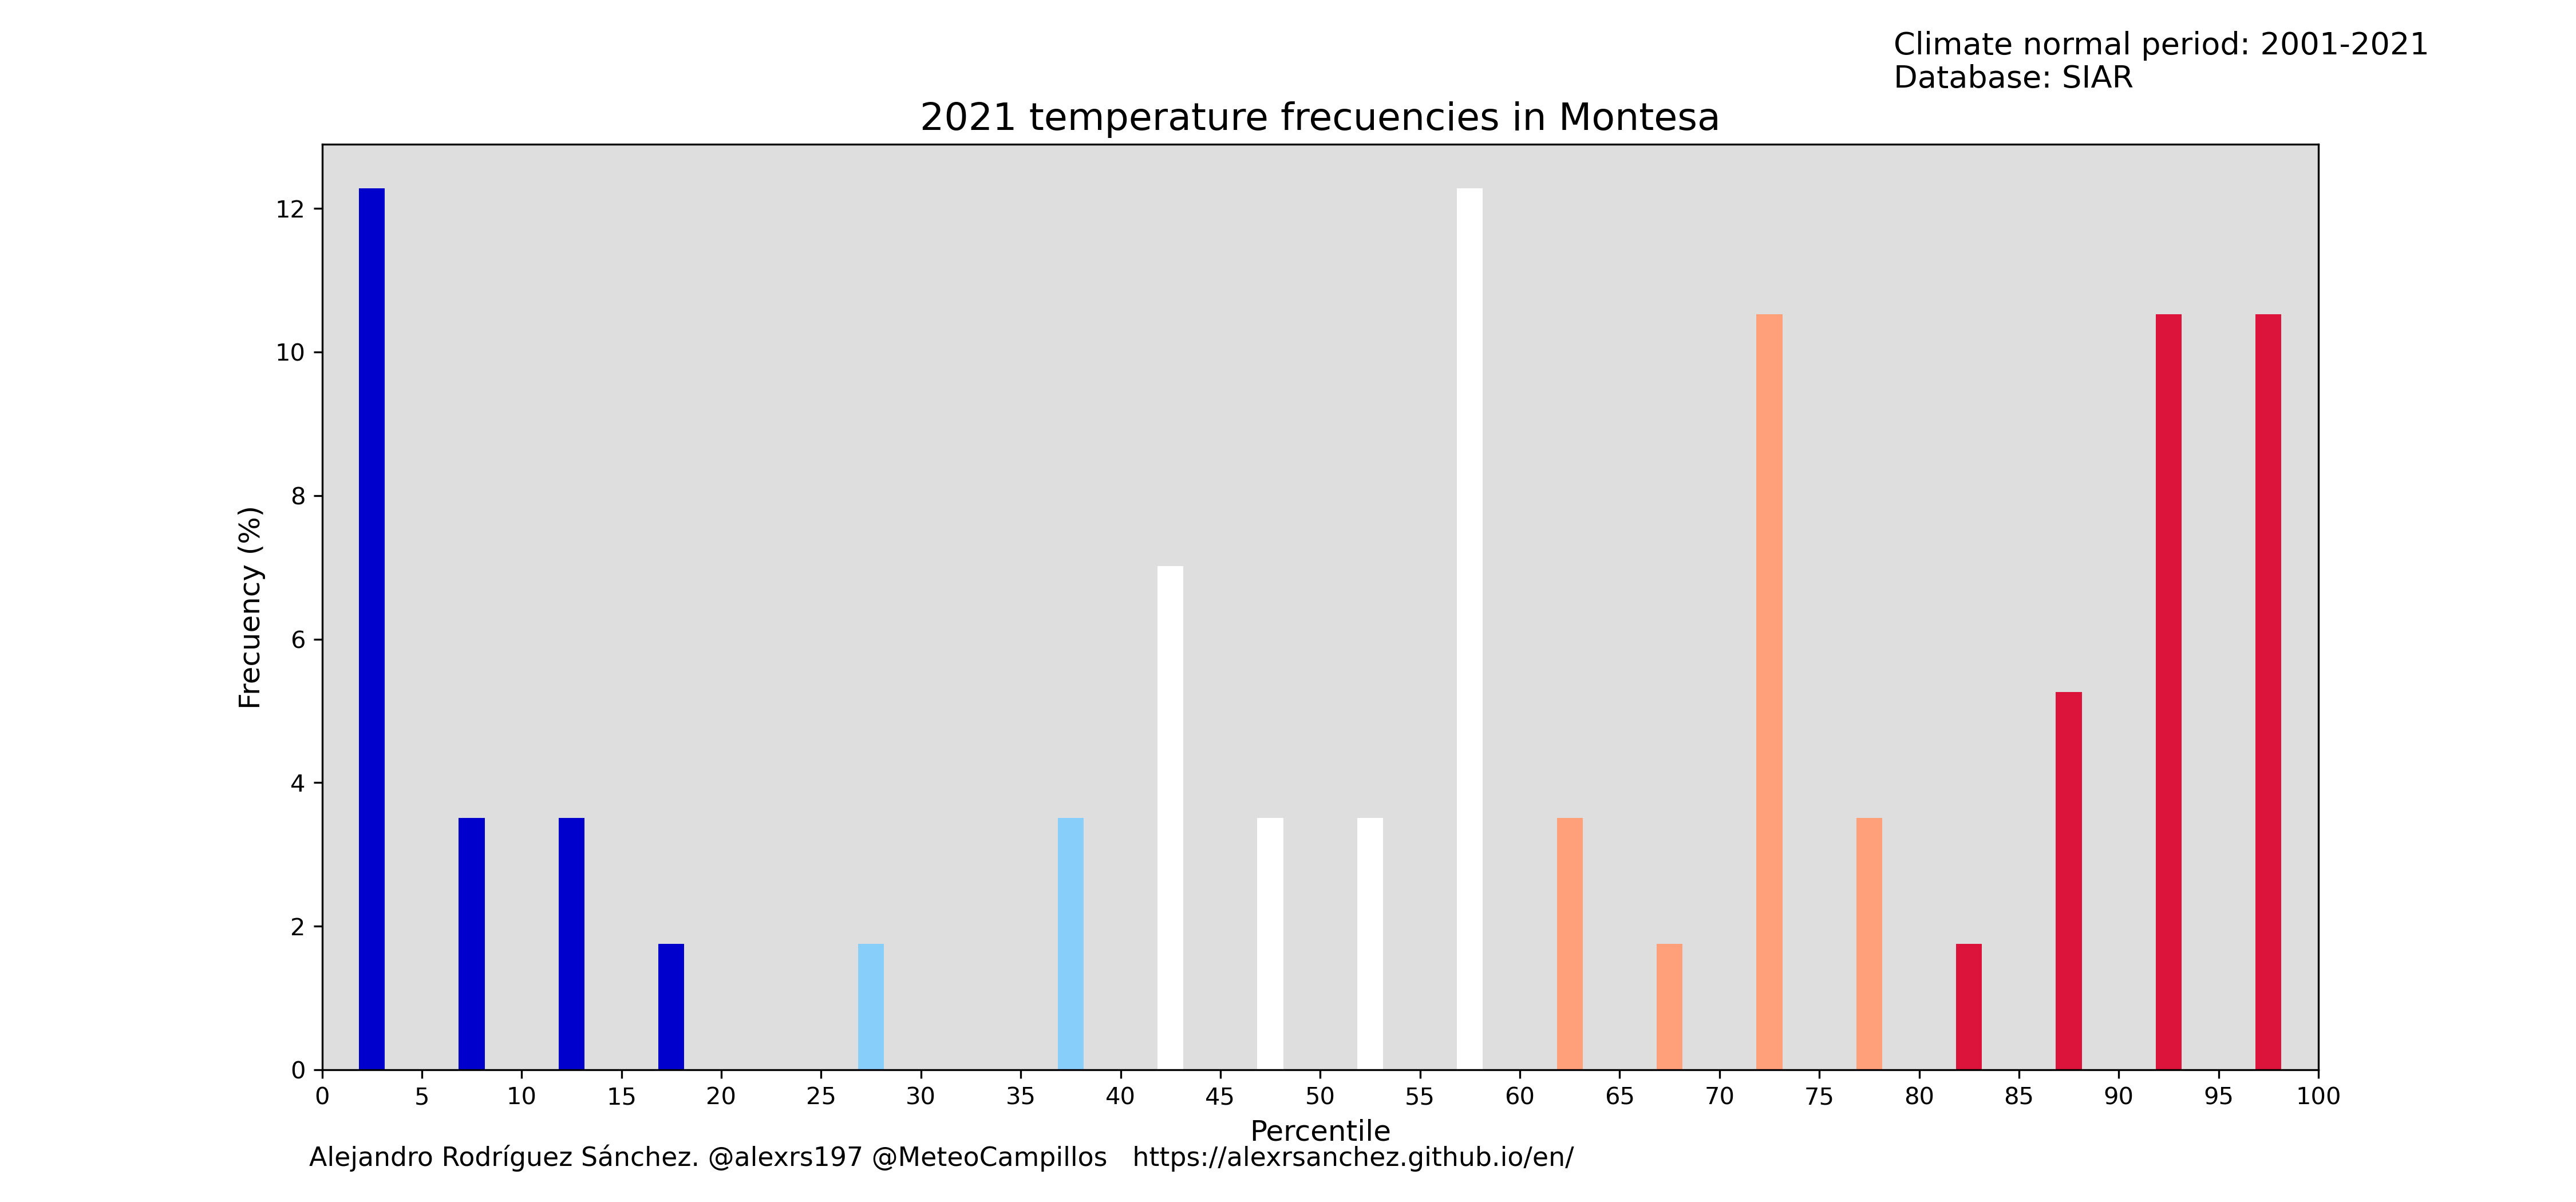 Climate normal period: 2001-2021
Database: SIAR
2021 temperature frecuencies in Montesa
Frecuency (%)
12
10
8
6
4
2
0
0 5 10 15 20 25 30 35 40 45 50 55 60 65 70 75 80 85 90 95 100
Percentile
Alejandro Rodríguez Sánchez. @alexrs197 @MeteoCampillos https://alexrsanchez.github.io/en/